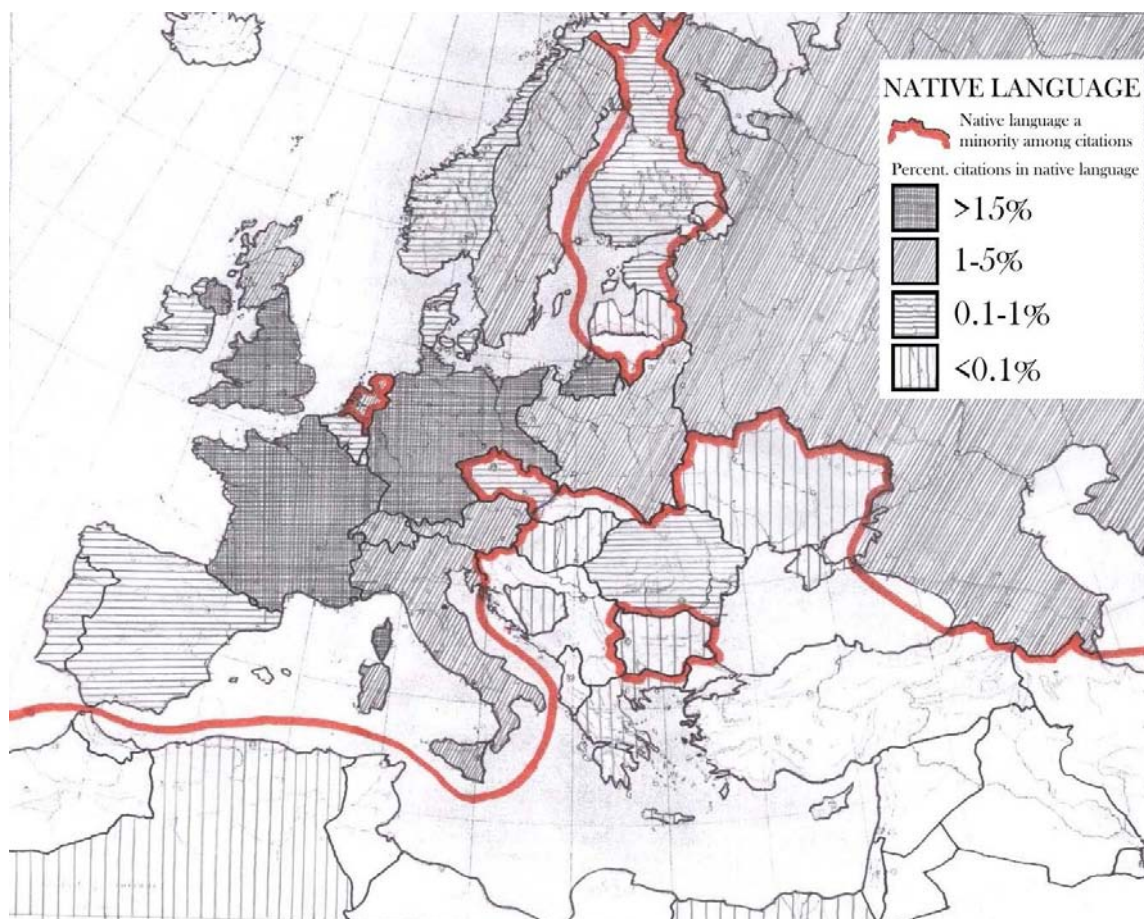 NATIVE LANGUAGE
Native language a
minority among citations
Percent. citations in native language
>15%
1-5%
0.1-1%
<0.1%